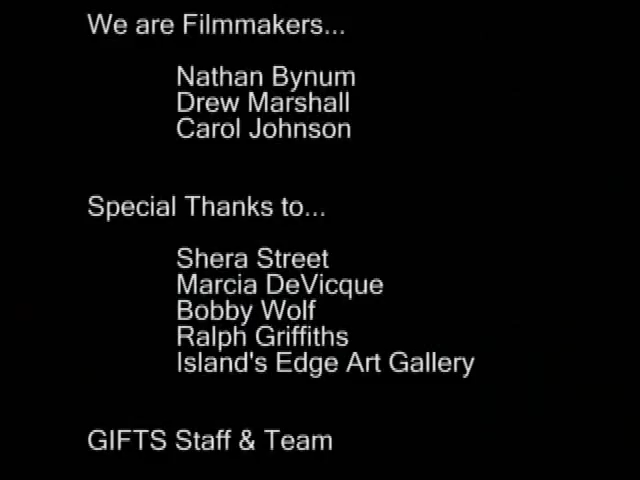 We are Filmmakers...
Nathan Bynum
Drew Marshall
Carol Johnson
Special Thanks to...
Shera Street
Marcia DeVicque
Bobby Wolf
Ralph Griffiths
Island's Edge Art Gallery
GIFTS Staff & Team